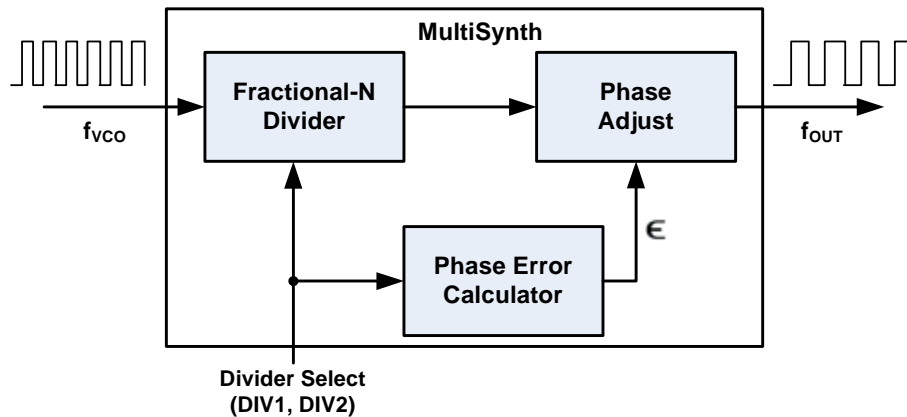 MultiSynth
Fractional-N
Divider
Phase
Adjust
fVCO
fOUT
ϵ
Phase Error
Calculator
Divider Select
(DIV1, DIV2)